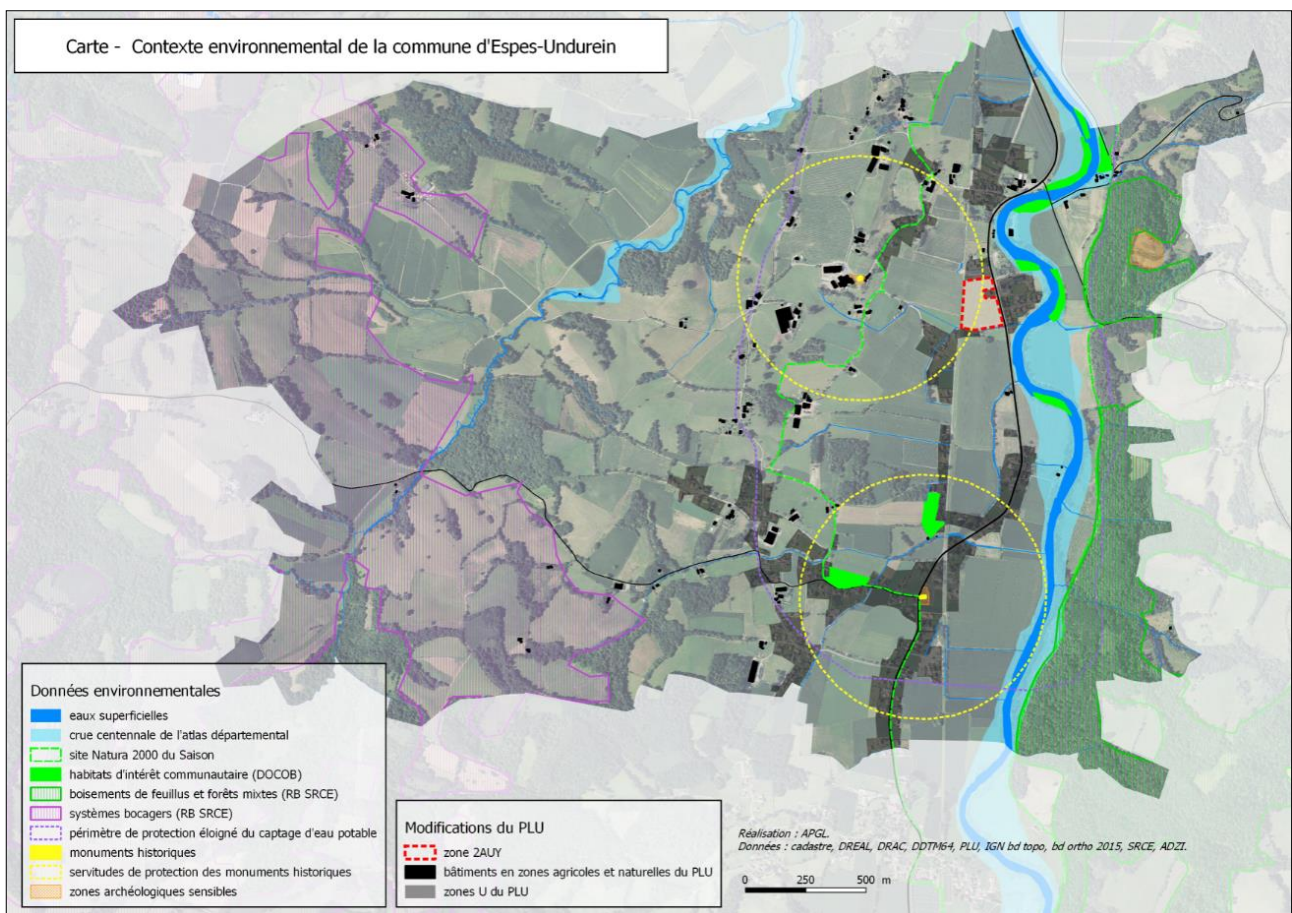 Carte - Contexte environnemental de la commune d'Espes-Undurein
Données environnementales
eaux superficielles
crue centennale de l'atlas départemental
site Natura 2000 du Saison
habitats d'intérêt communautaire (DOCOB)
boisements de feuillus et forêts mixtes (RB SRCE)
systèmes bocagers (RB SRCE)
périmètre de protection éloigné du captage d'eau potable
monuments historiques
servitudes de protection des monuments historiques
zones archéologiques sensibles
Modifications du PLU
zone 2AUY
bâtiments en zones agricoles et naturelles du PLU
zones U du PLU
Réalisation : APGL.
Données : cadastre, DREAL, DRAC, DDTM64, PLU, IGN bd topo, bd ortho 2015, SRCE, ADZI.
0 250 500 m